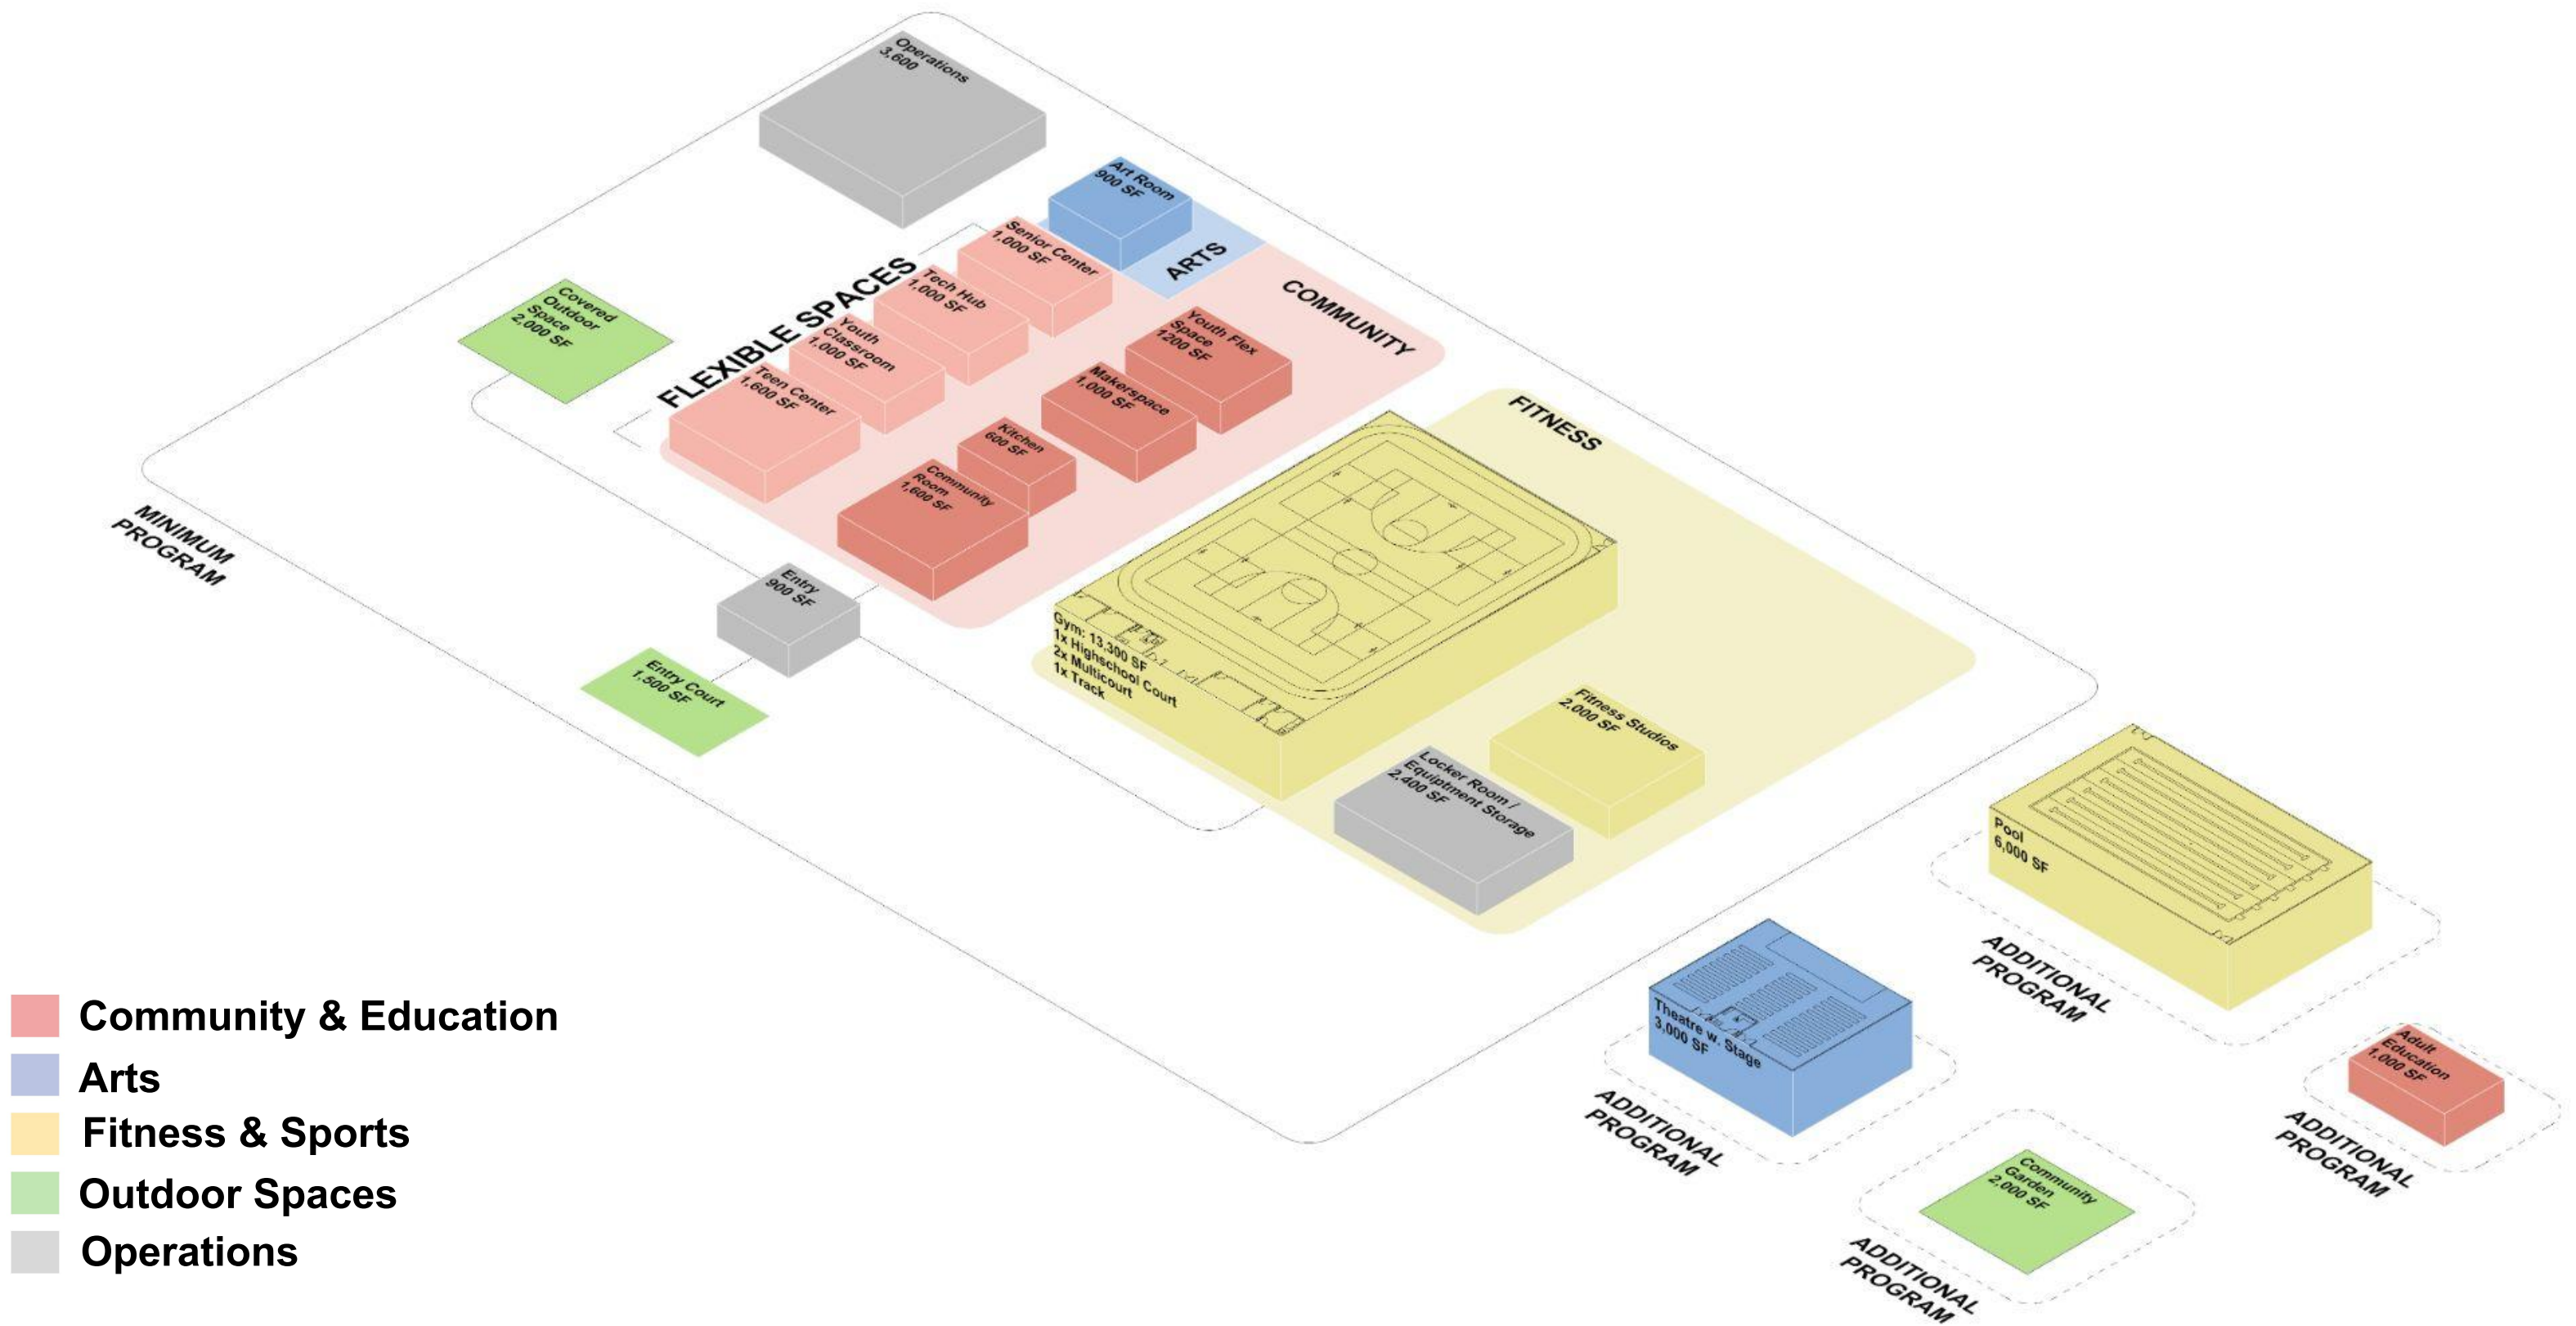 Operations
3,600
Art Room
900 SF
ARTS
COMMUNITY
FLEXIBLE SPACES
Senior Center
1,000 SF
Tech Hub
1,000 SF
Youth
Classroom
1,000 SF
Teen Center
1,600 SF
Youth Flex
Space
1200 SF
Makerspace
1,000 SF
Kitchen
600 SF
Community
Room
1,600 SF
Covered
Outdoor
Space
2,000 SF
MINIMUM
PROGRAM
Entry
900 SF
Entry Court
1,500 SF
FITNESS
Gym: 13,300 SF
1x Highschool Court
2x Multicourt
1x Track
Fitness Studios
2,000 SF
Locker Room /
Equiptment Storage
2,400 SF
Pool
6,000 SF
ADDITIONAL
PROGRAM
Theatre w. Stage
3,000 SF
ADDITIONAL
PROGRAM
Adult
Education
1,000 SF
ADDITIONAL
PROGRAM
Community
Garden
2,000 SF
ADDITIONAL
PROGRAM
Community & Education
Arts
Fitness & Sports
Outdoor Spaces
Operations